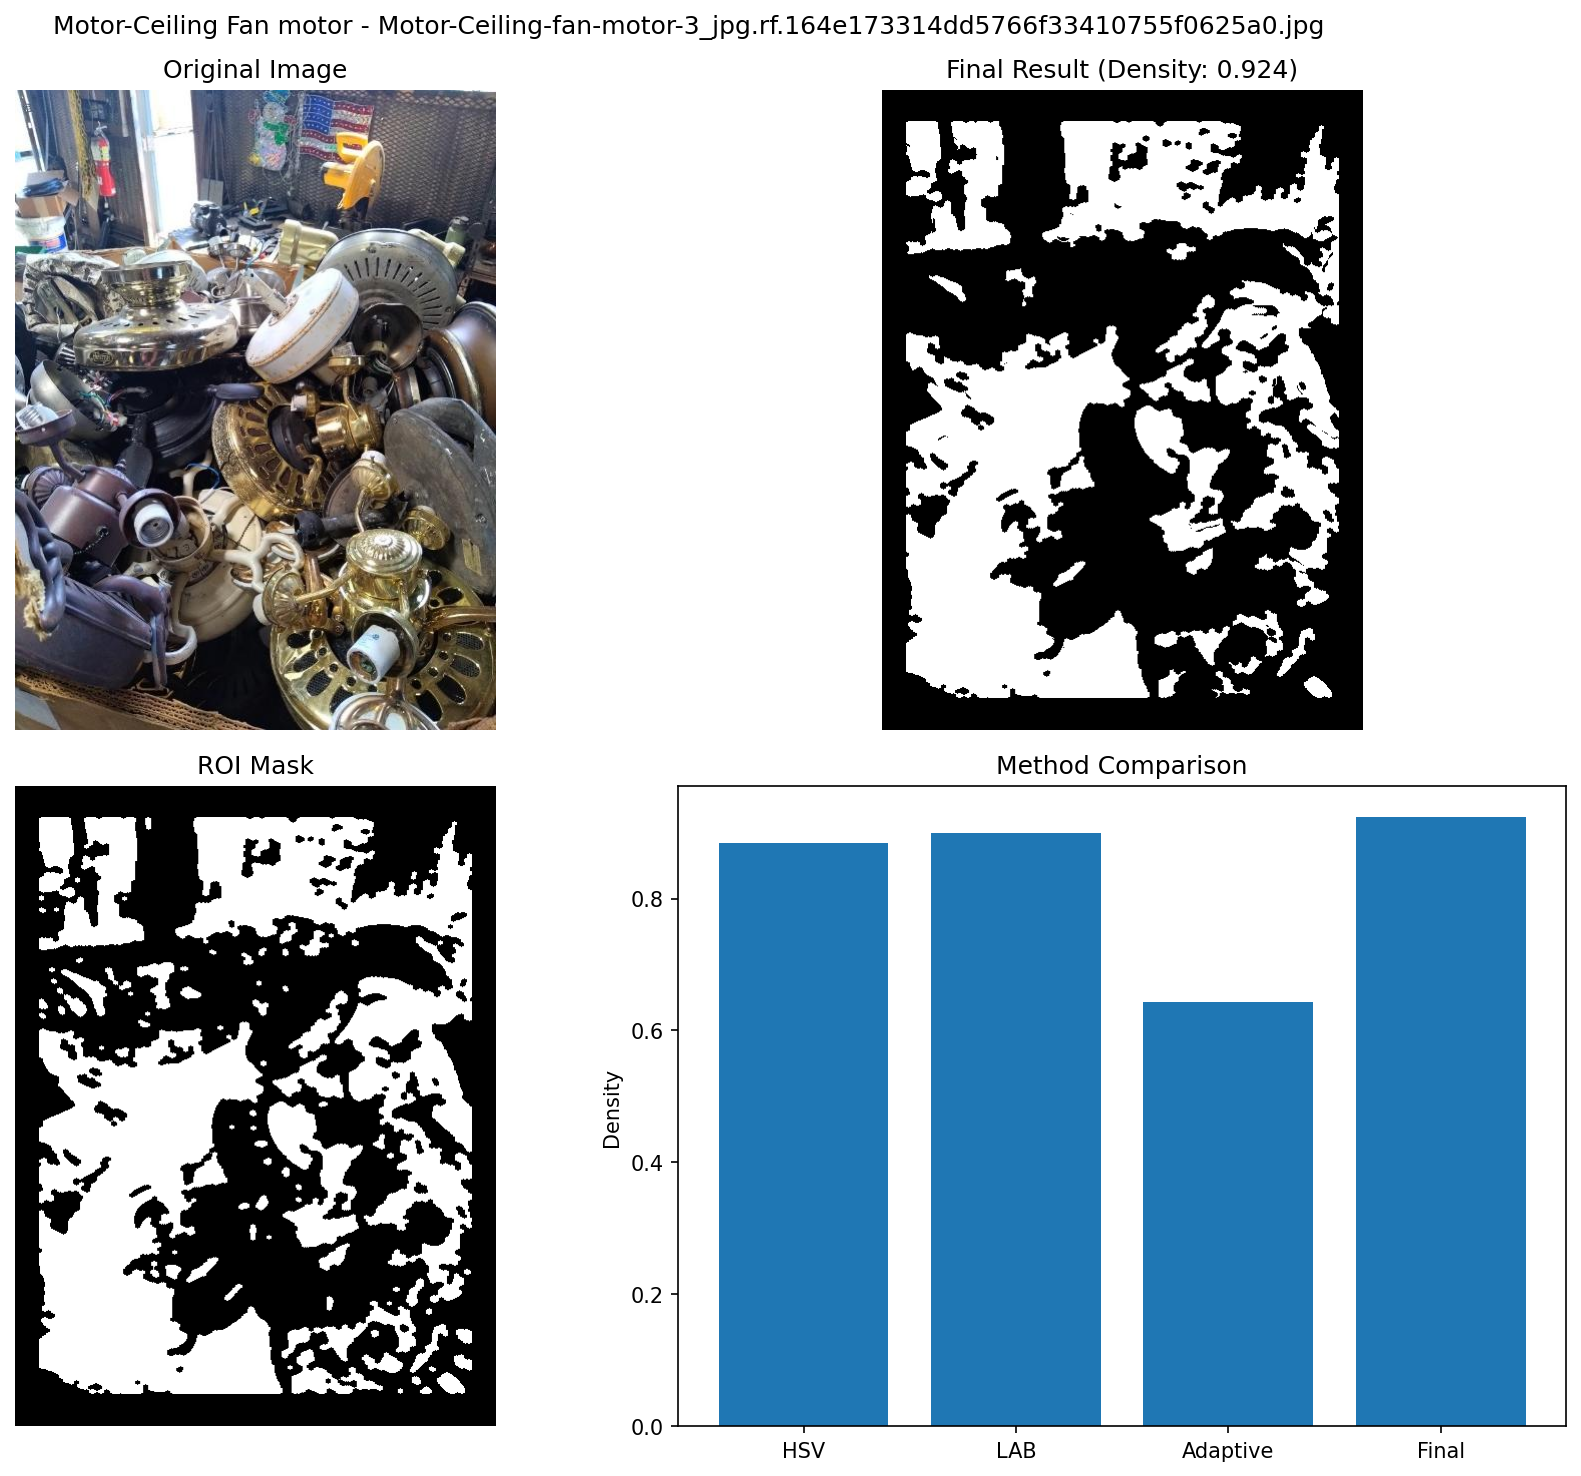 Motor-Ceiling Fan motor - Motor-Ceiling-fan-motor-3_jpg.rf.164e173314dd5766f33410755f0625a0.jpg
Original Image
Final Result (Density: 0.924)
ROI Mask
Method Comparison
Density
0.8
0.6
0.4
0.2
0.0
HSV
LAB
Adaptive
Final